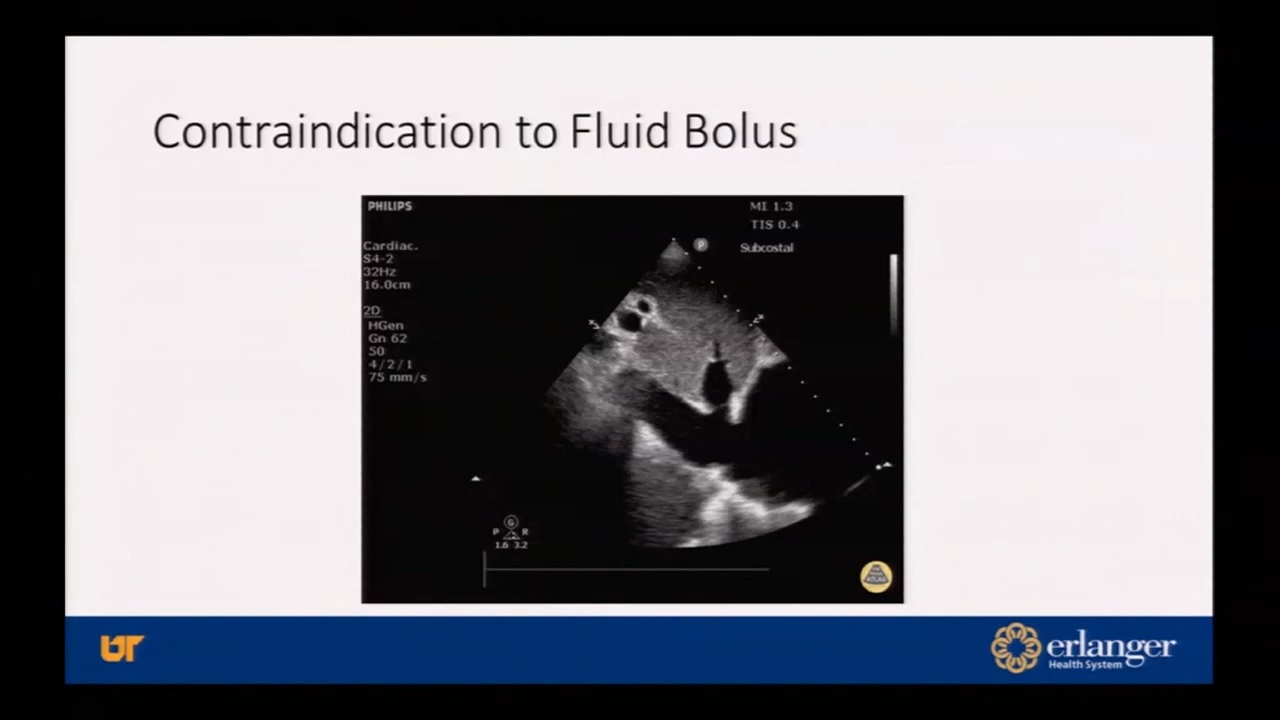 Contraindication to Fluid Bolus
PHILIPS
MI 1.3
TIS 0.4
Subcostal
P
Cardiac.
S4-2
32Hz
16.0cm
2D
HGen
Gn 62
50
4/2/1
75 mm/s
G
P R
1.6 3.2
ATLAS
UT
erlanger
Health System